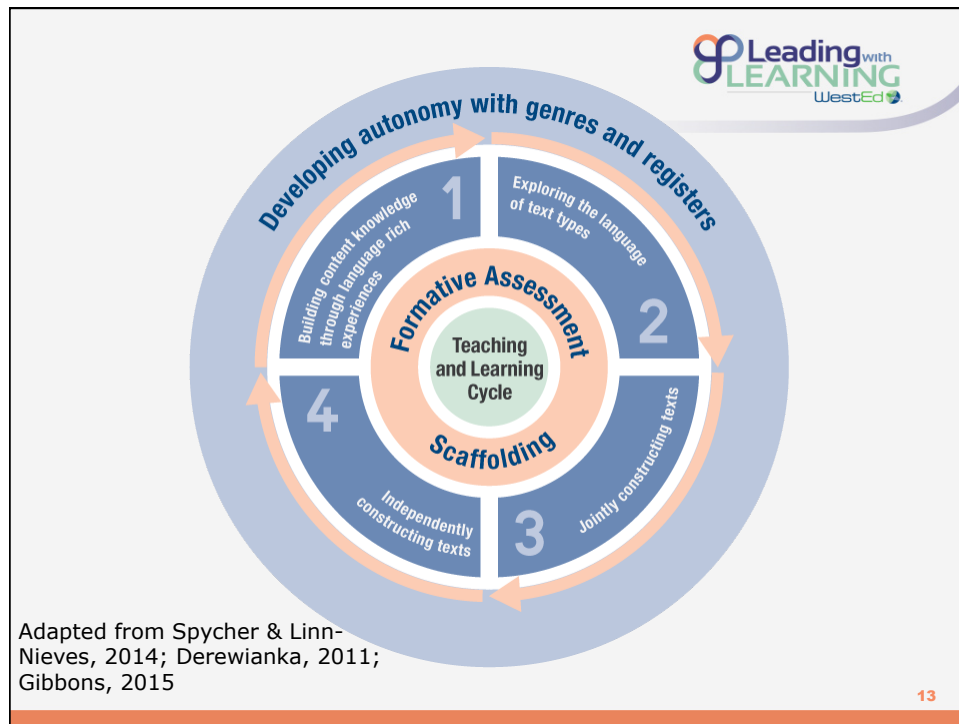 Leading with
LEARNING
WestEd
Developing autonomy with genres and registers
1
Building content knowledge
through language rich
experiences
Exploring the language
of text types
2
Formative Assessment
Teaching
and Learning
Cycle
Scaffolding
4
Independently
constructing texts
3
Jointly constructing texts
Adapted from Spycher & Linn-
Nieves, 2014; Derewianka, 2011;
Gibbons, 2015
13